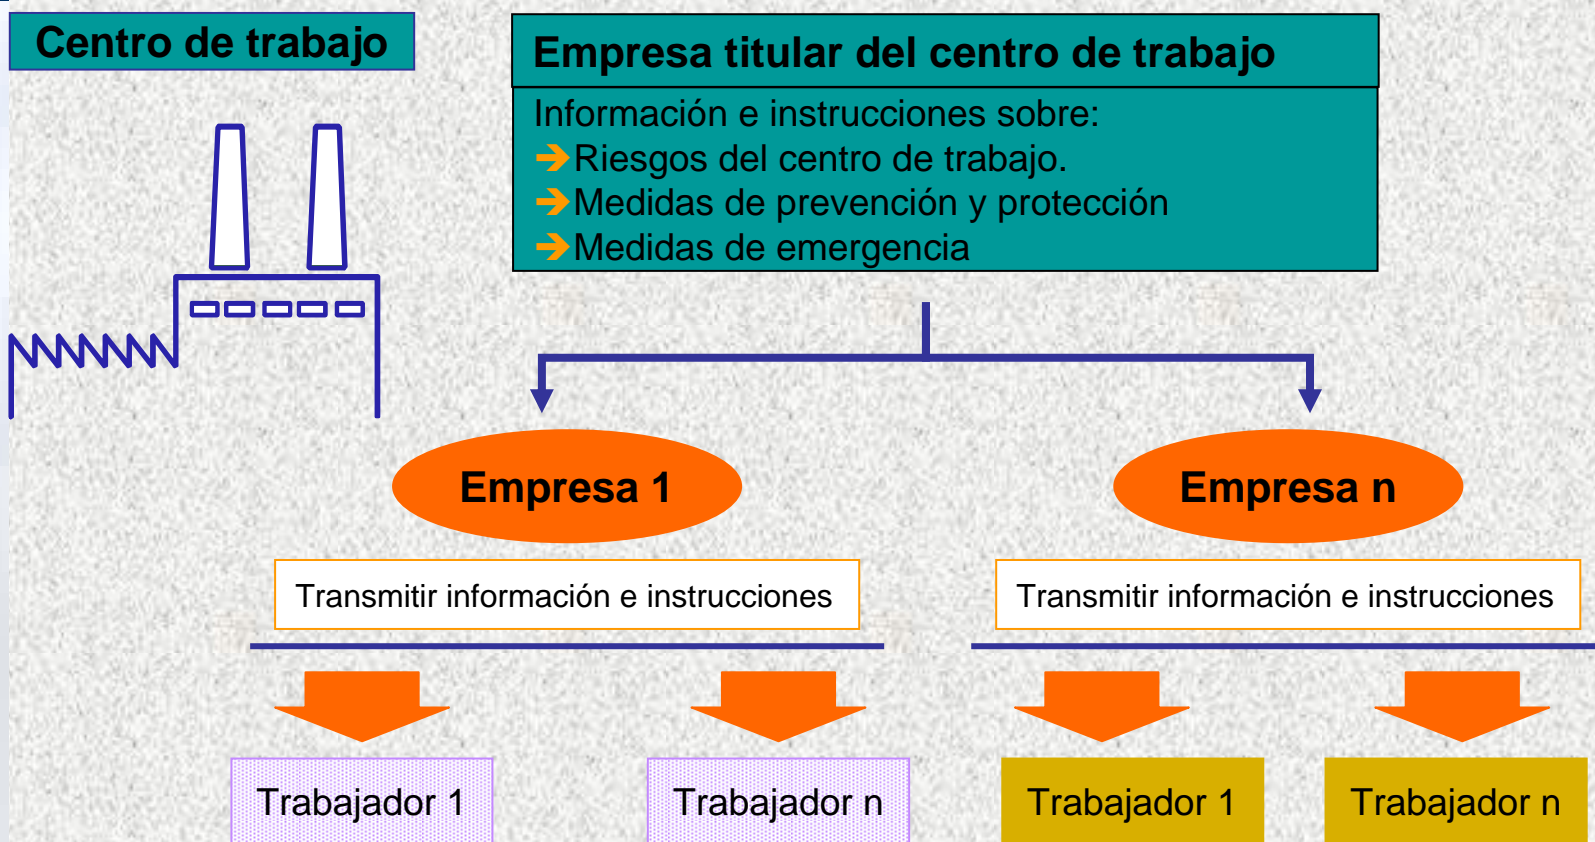 Centro de trabajo
Empresa titular del centro de trabajo
Información e instrucciones sobre:
➔Riesgos del centro de trabajo.
➔Medidas de prevención y protección
➔Medidas de emergencia
Empresa 1
Empresa n
Transmitir información e instrucciones
Transmitir información e instrucciones
Trabajador 1
Trabajador n
Trabajador 1
Trabajador n